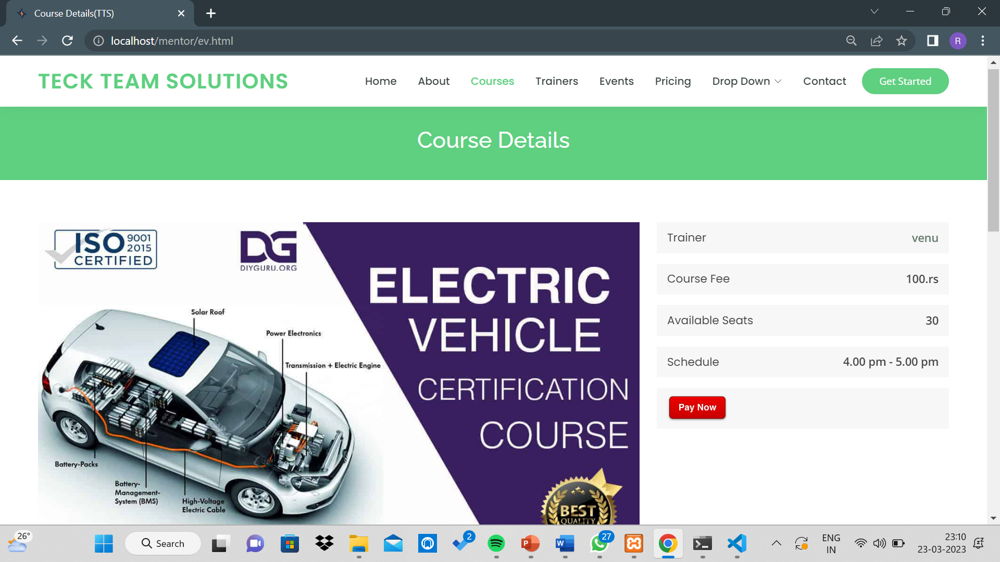 Course Details(TTS)
localhost/mentor/ev.html
R
TECK TEAM SOLUTIONS
Home About Courses Trainers Events Pricing Drop Down Contact Get Started
Course Details
ISO 9001 2015
CERTIFIED
DG
DIYGURU.ORG
ELECTRIC
VEHICLE
CERTIFICATION
COURSE
Solar Roof
Power Electronics
Transmission + Electric Engine
Battery-Packs
Battery-
Management-
System (BMS)
High-Voltage
Electric Cable
BEST
QUALITY
Trainer venu
Course Fee 100.rs
Available Seats 30
Schedule 4.00 pm - 5.00 pm
Pay Now
26°
Search
2
P
W
27
ENG
IN
23:10
23-03-2023